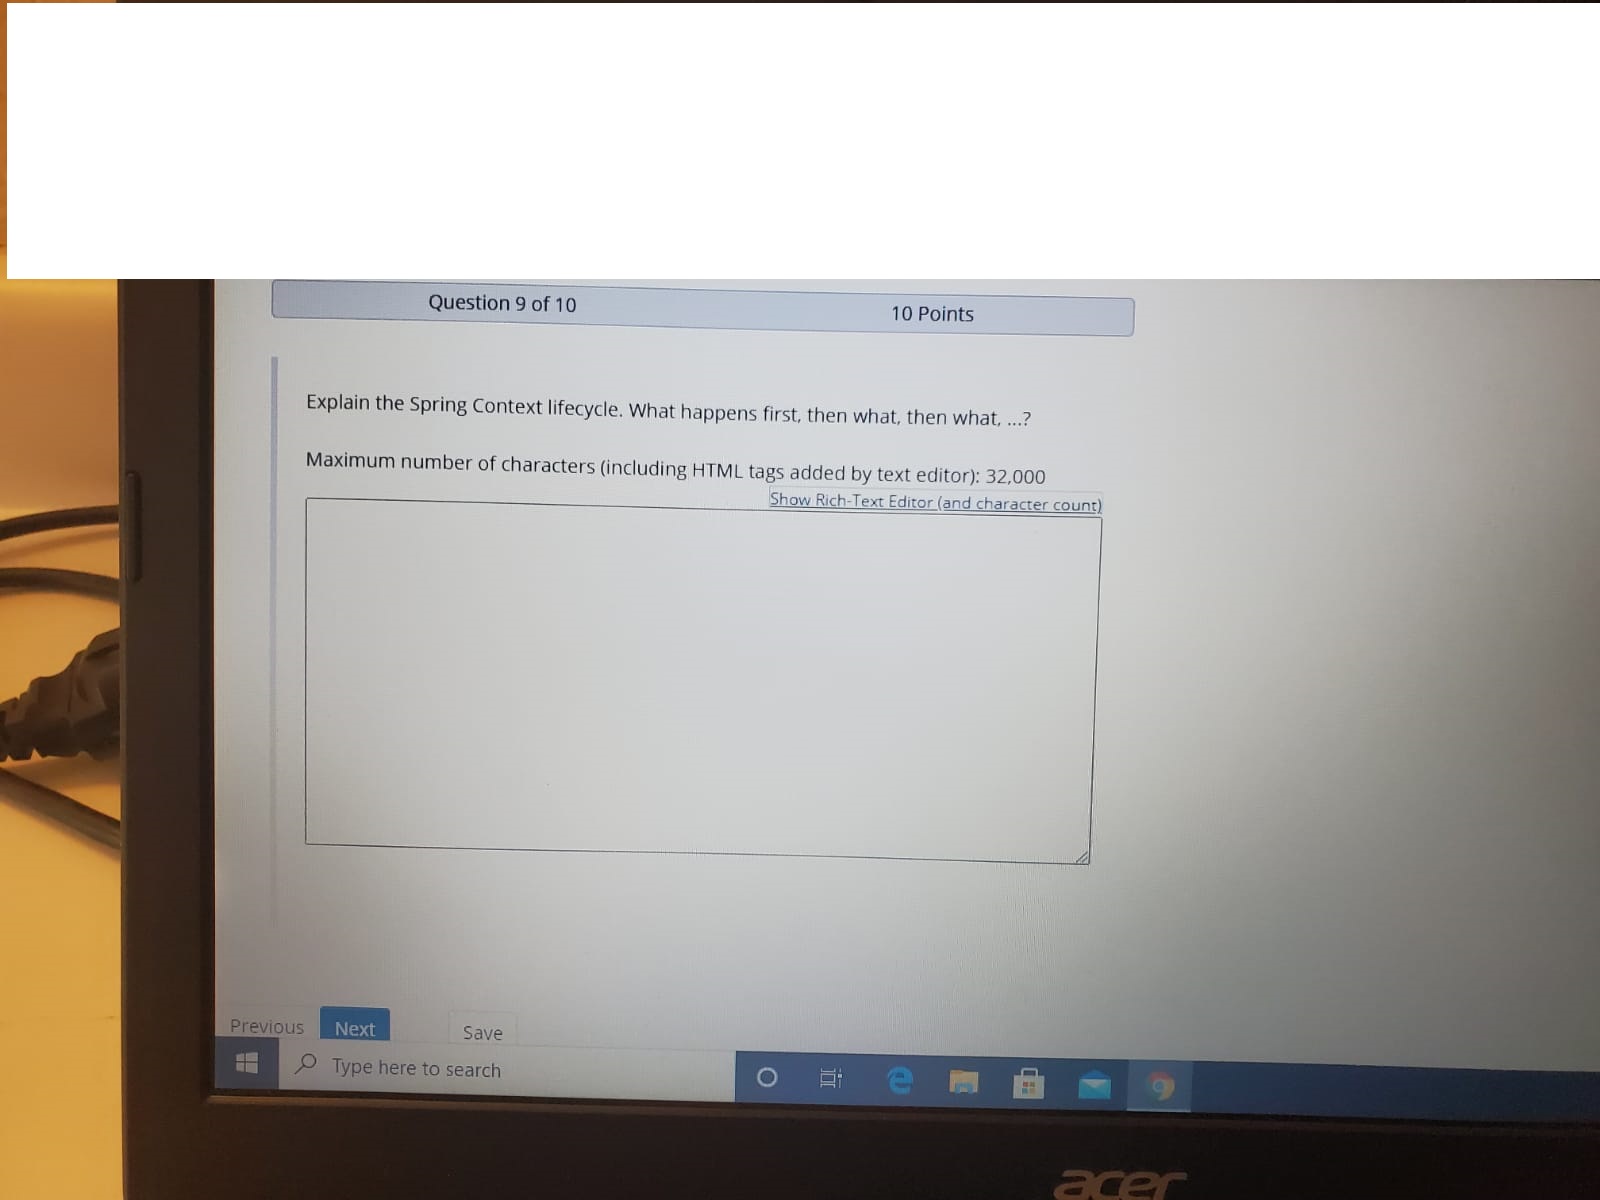 Question 9 of 10
10 Points
Explain the Spring Context lifecycle. What happens first, then what, then what, ...?
Maximum number of characters (including HTML tags added by text editor): 32,000
Show Rich-Text Editor (and character count)
Previous
Next
Save
Type here to search
acer